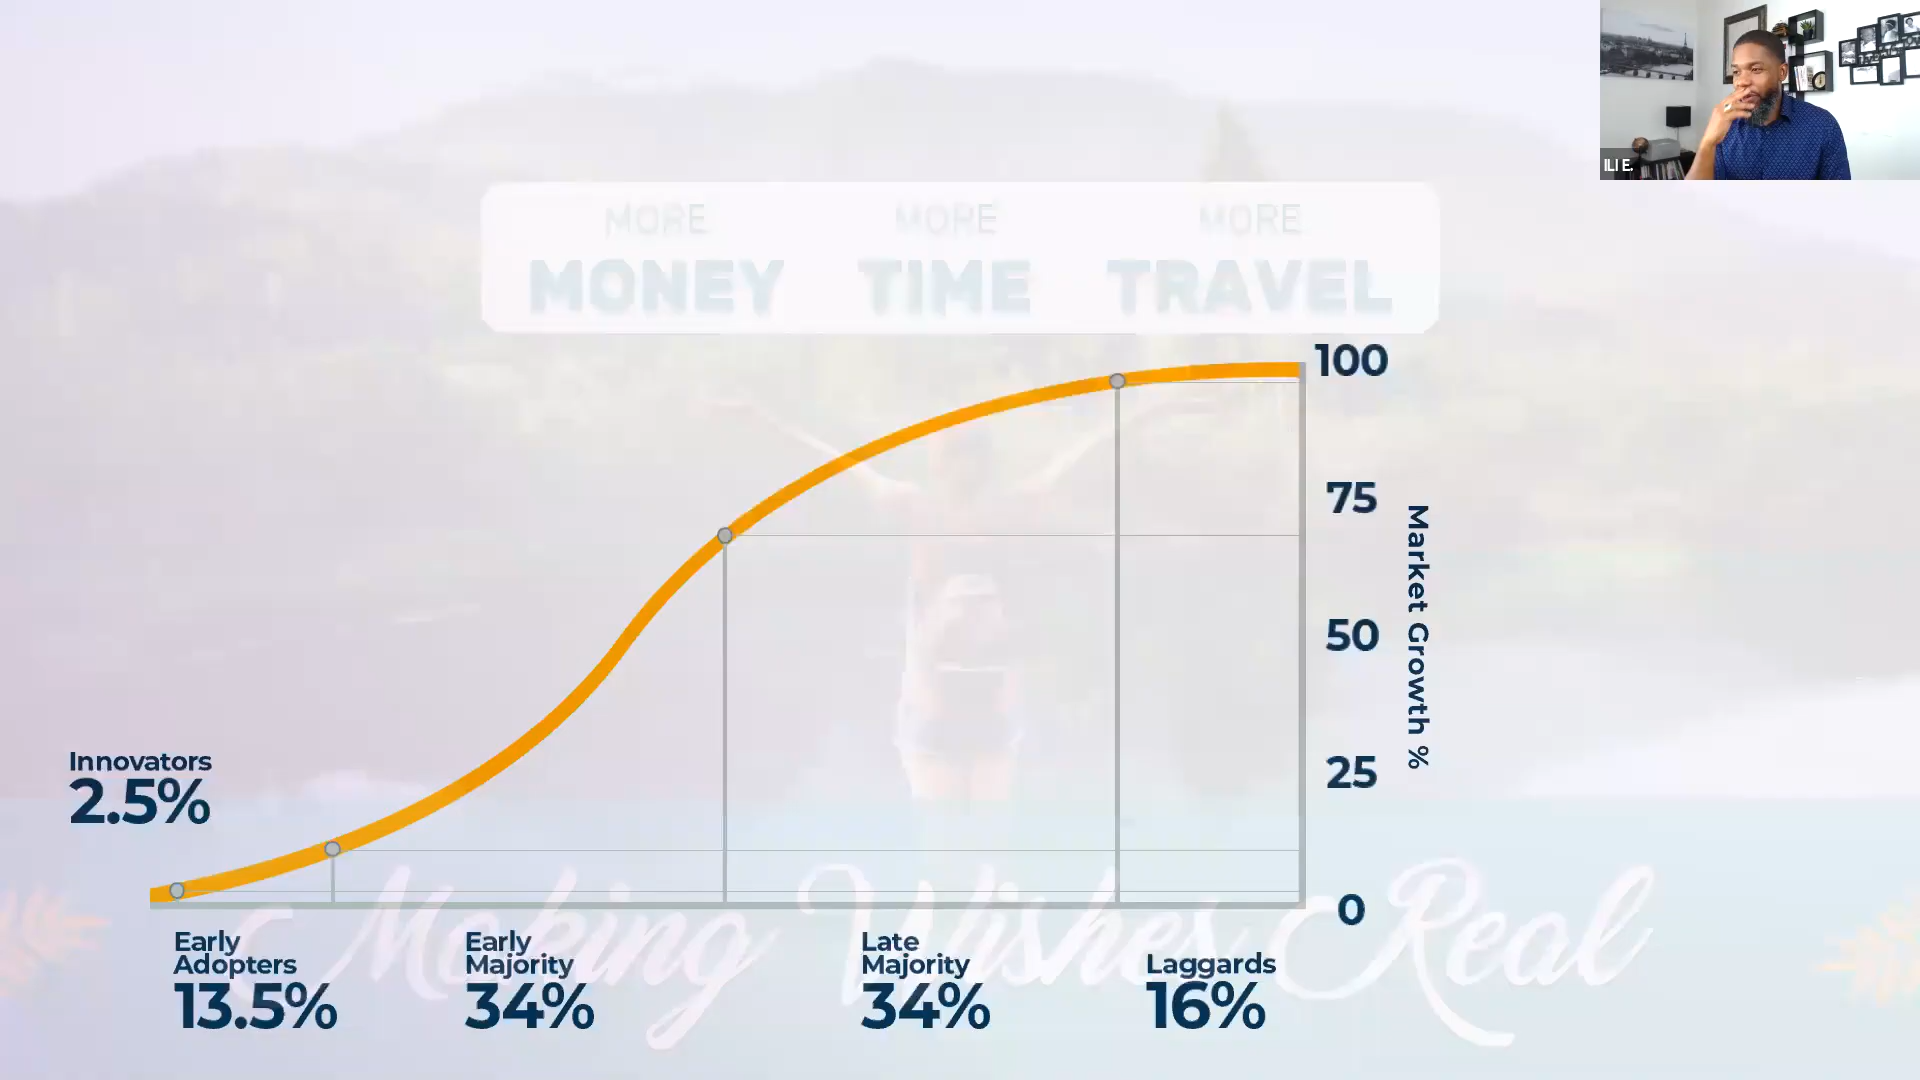 ILI E.
MORE MORE MORE
MONEY TIME TRAVEL
100
75
50
25
0
Market Growth %
Innovators
2.5%
Early
Adopters
13.5%
Early
Majority
34%
Late
Majority
34%
Laggards
16%
Making Wishes Real